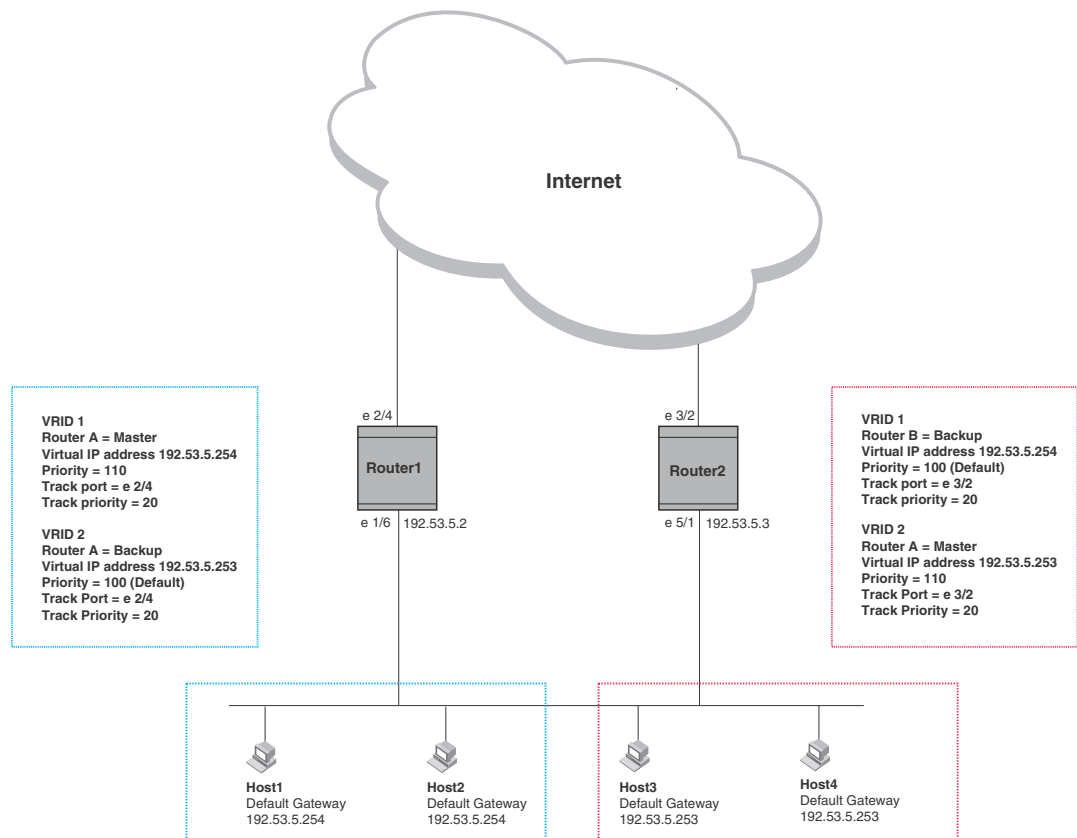 Internet
e 2/4
e 3/2
Router1
Router2
e 1/6
192.53.5.2
e 5/1
192.53.5.3
VRID 1
Router A = Master
Virtual IP address 192.53.5.254
Priority = 110
Track port = e 2/4
Track priority = 20
VRID 2
Router A = Backup
Virtual IP address 192.53.5.253
Priority = 100 (Default)
Track Port = e 2/4
Track Priority = 20
VRID 1
Router B = Backup
Virtual IP address 192.53.5.254
Priority = 100 (Default)
Track port = e 3/2
Track priority = 20
VRID 2
Router A = Master
Virtual IP address 192.53.5.253
Priority = 110
Track Port = e 3/2
Track Priority = 20
Host1
Default Gateway
192.53.5.254
Host2
Default Gateway
192.53.5.254
Host3
Default Gateway
192.53.5.253
Host4
Default Gateway
192.53.5.253